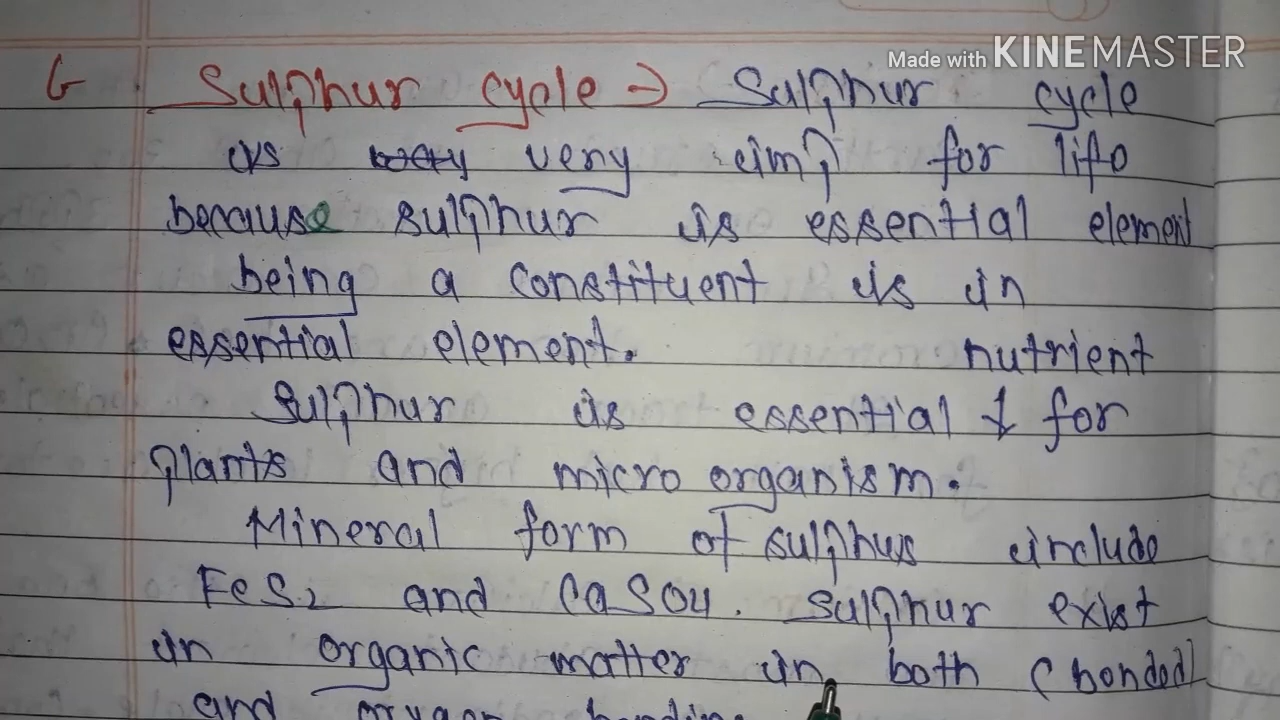 Made with KINEMASTER
G Sulphur cycle → Sulphur cycle
is very very imp for life
because sulphur is essential element
being a constituent is in
essential element. nutrient
Sulphur is essential for
plants and micro organism.
Mineral form of sulphus include
FeS2 and CaSO4. Sulphur exist
in organic matter in both (bonded)
and